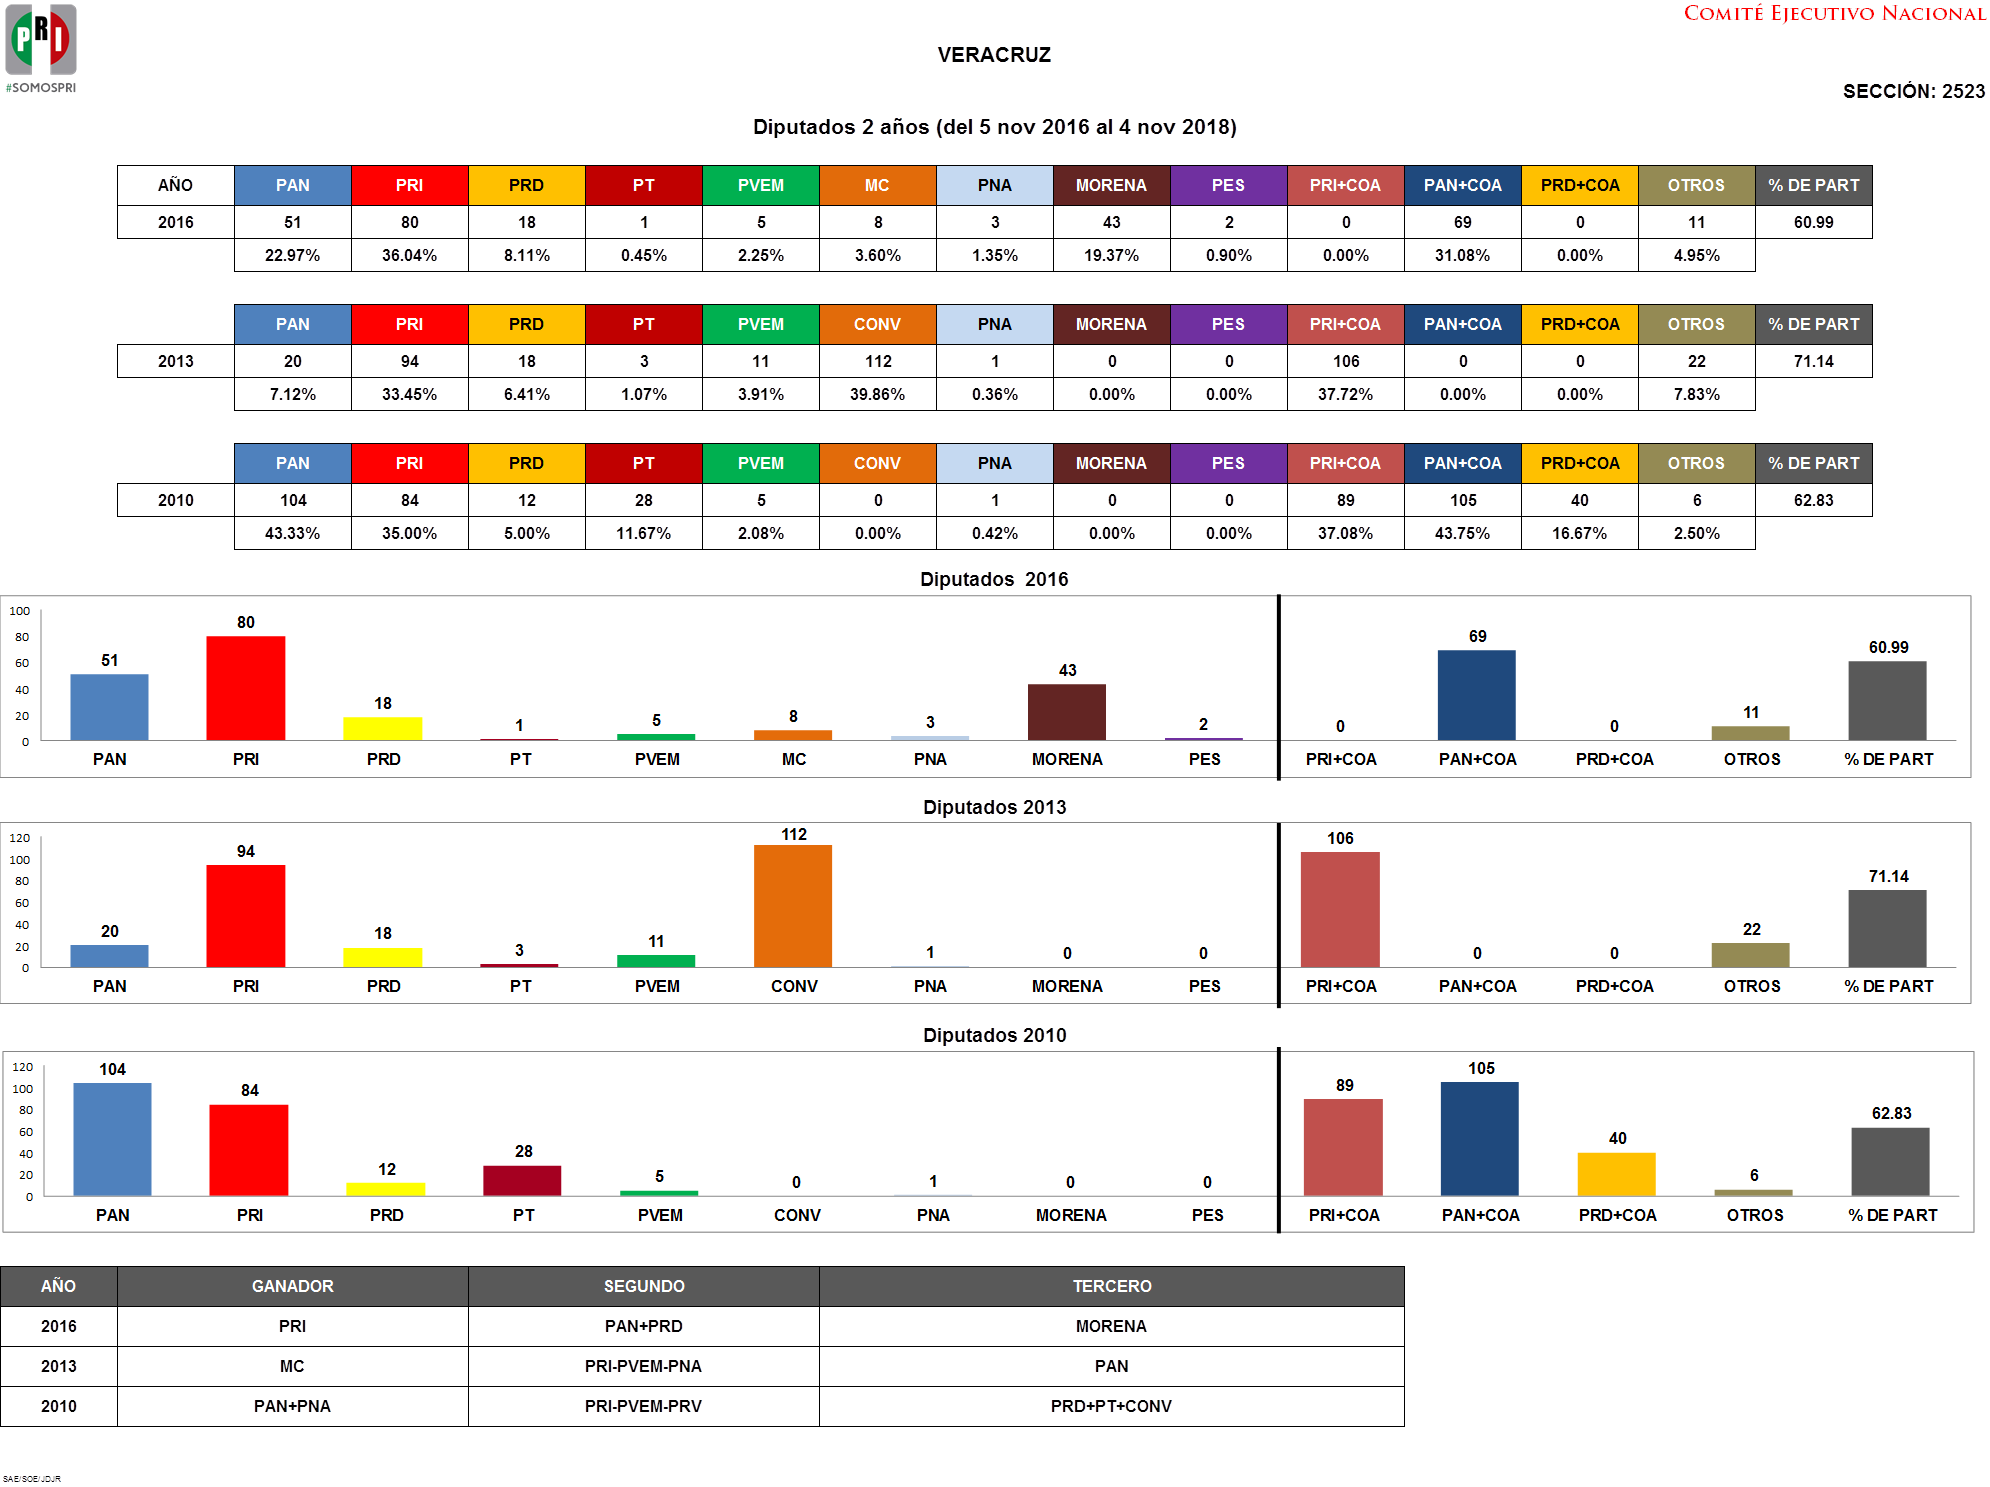 PRI
#SOMOSPRI
COMITÉ EJECUTIVO NACIONAL
VERACRUZ
SECCIÓN: 2523
Diputados 2 años (del 5 nov 2016 al 4 nov 2018)
AÑO PAN PRI PRD PT PVEM MC PNA MORENA PES PRI+COA PAN+COA PRD+COA OTROS % DE PART
2016 51 80 18 1 5 8 3 43 2 0 69 0 11 60.99
22.97% 36.04% 8.11% 0.45% 2.25% 3.60% 1.35% 19.37% 0.90% 0.00% 31.08% 0.00% 4.95%
PAN PRI PRD PT PVEM CONV PNA MORENA PES PRI+COA PAN+COA PRD+COA OTROS % DE PART
2013 20 94 18 3 11 112 1 0 0 106 0 0 22 71.14
7.12% 33.45% 6.41% 1.07% 3.91% 39.86% 0.36% 0.00% 0.00% 37.72% 0.00% 0.00% 7.83%
PAN PRI PRD PT PVEM CONV PNA MORENA PES PRI+COA PAN+COA PRD+COA OTROS % DE PART
2010 104 84 12 28 5 0 1 0 0 89 105 40 6 62.83
43.33% 35.00% 5.00% 11.67% 2.08% 0.00% 0.42% 0.00% 0.00% 37.08% 43.75% 16.67% 2.50%
Diputados 2016
100
80
60
40
20
0
51 80 18 1 5 8 3 43 2 0 69 0 11 60.99
PAN PRI PRD PT PVEM MC PNA MORENA PES PRI+COA PAN+COA PRD+COA OTROS % DE PART
Diputados 2013
120
100
80
60
40
20
0
20 94 18 3 11 112 1 0 0 106 0 0 22 71.14
PAN PRI PRD PT PVEM CONV PNA MORENA PES PRI+COA PAN+COA PRD+COA OTROS % DE PART
Diputados 2010
120
100
80
60
40
20
0
104 84 12 28 5 0 1 0 0 89 105 40 6 62.83
PAN PRI PRD PT PVEM CONV PNA MORENA PES PRI+COA PAN+COA PRD+COA OTROS % DE PART
AÑO GANADOR SEGUNDO TERCERO
2016 PRI PAN+PRD MORENA
2013 MC PRI-PVEM-PNA PAN
2010 PAN+PNA PRI-PVEM-PRV PRD+PT+CONV
SAE/SOE/JDJR